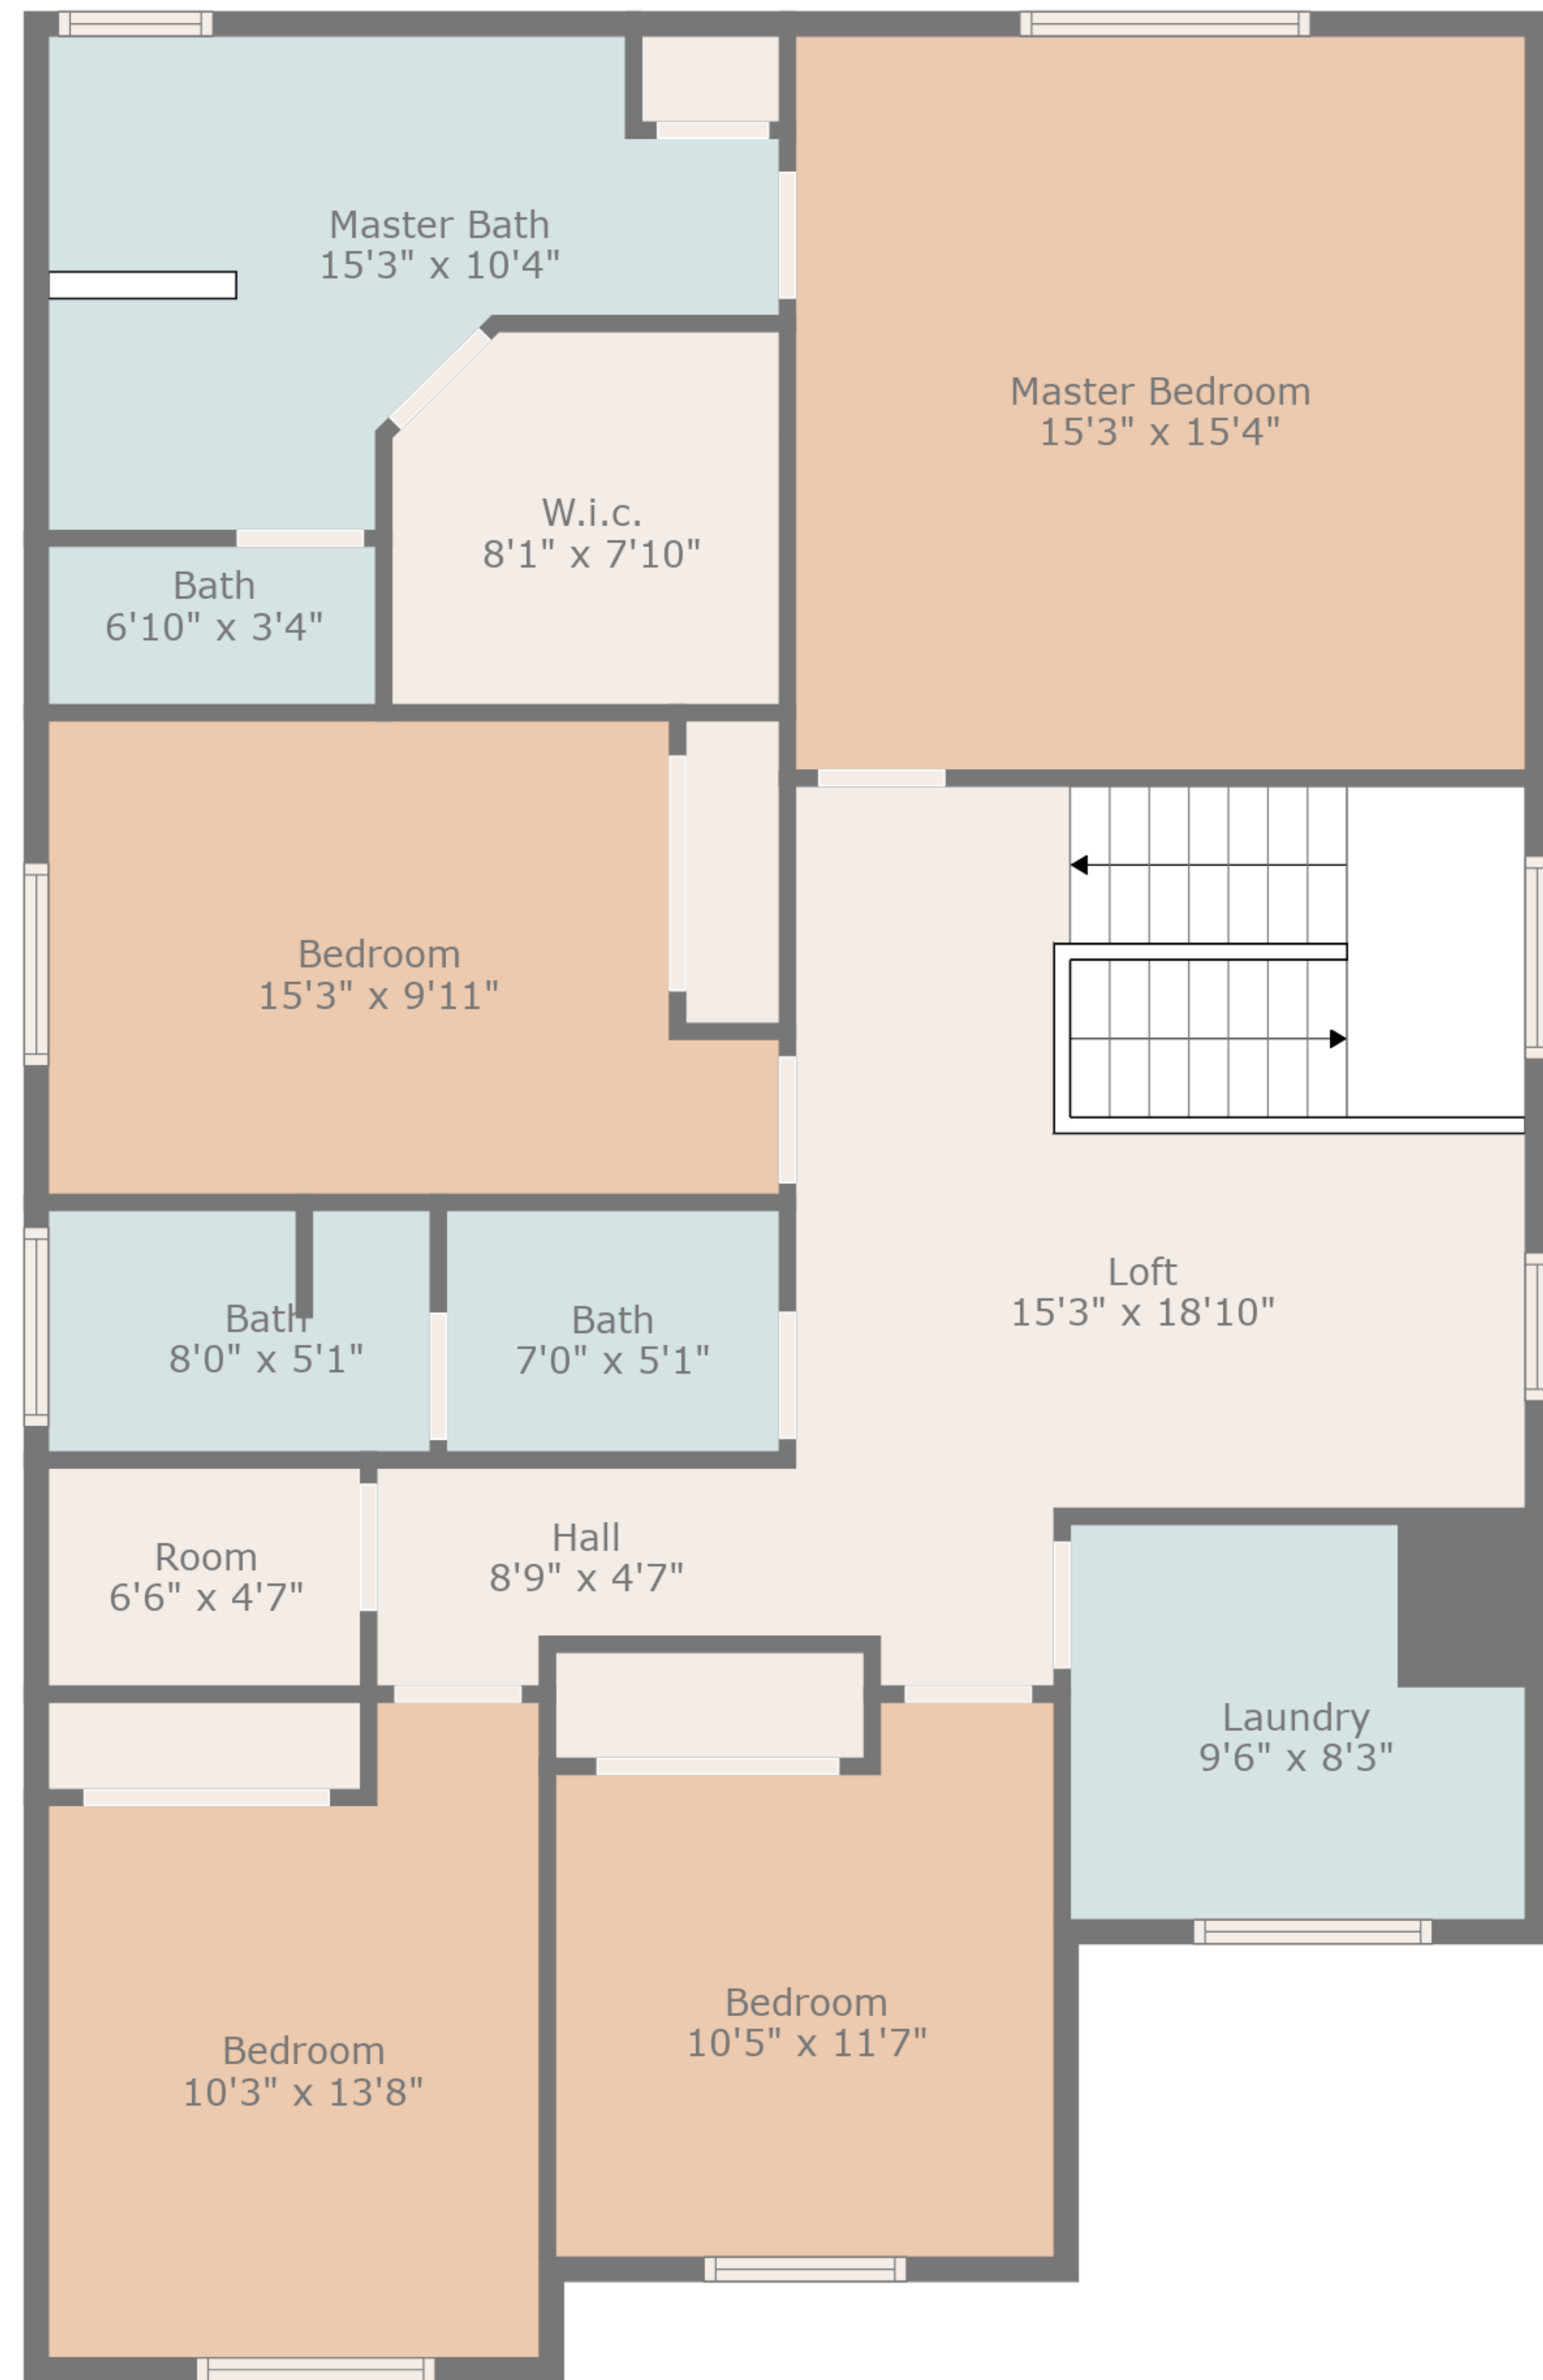 Master Bath
15'3" x 10'4"
Master Bedroom
15'3" x 15'4"
W.i.c.
8'1" x 7'10"
Bath
6'10" x 3'4"
Bedroom
15'3" x 9'11"
Loft
15'3" x 18'10"
Bath
8'0" x 5'1"
Bath
7'0" x 5'1"
Room
6'6" x 4'7"
Hall
8'9" x 4'7"
Laundry
9'6" x 8'3"
Bedroom
10'5" x 11'7"
Bedroom
10'3" x 13'8"